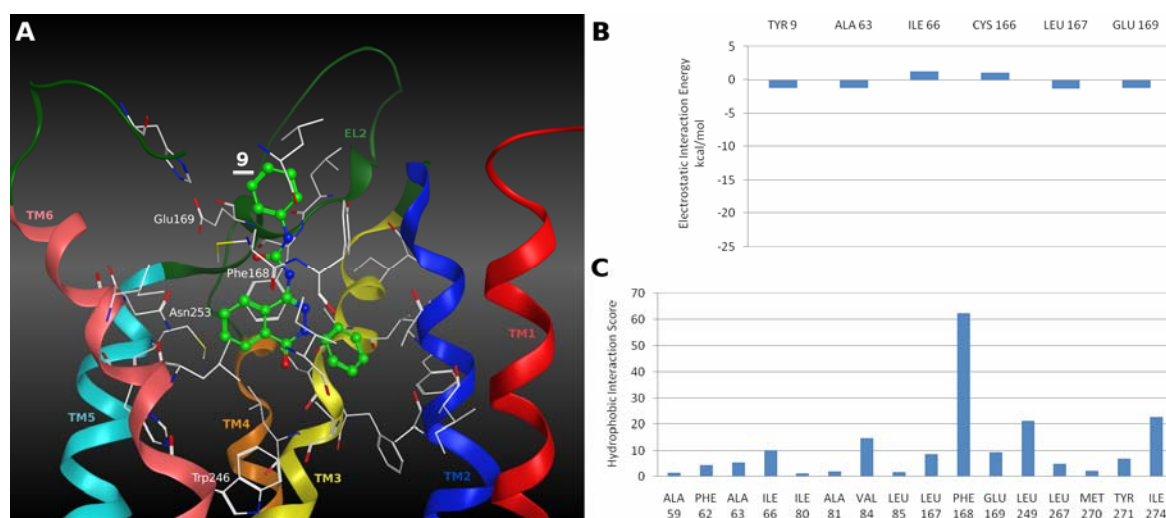 A
9
EL2
TM6
Glu169
Phe168
Asn253
TM1
TM5
TM4
TM3
TM2
Trp246
B
TYR 9 ALA 63 ILE 66 CYS 166 LEU 167 GLU 169
Electrostatic Interaction Energy
kcal/mol
5
0
-5
-10
-15
-20
-25
C
Hydrophobic Interaction Score
70
60
50
40
30
20
10
0
ALA PHE ALA ILE ILE ALA VAL LEU LEU PHE GLU LEU LEU MET TYR ILE
59 62 63 66 80 81 84 85 167 168 169 249 267 270 271 274